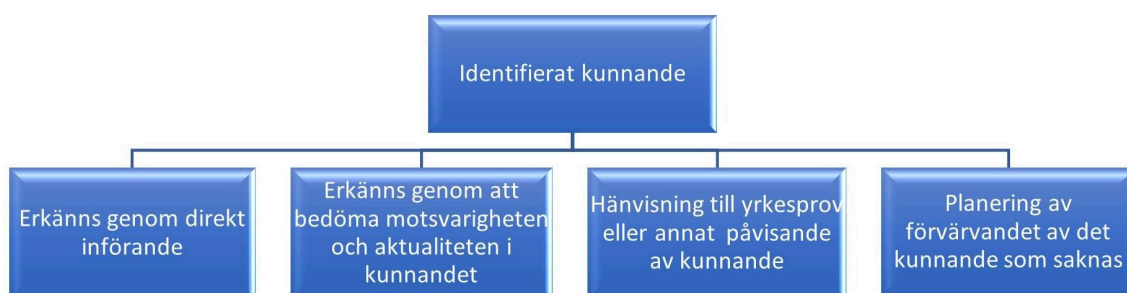 Identifierat kunnande
Erkänns genom direkt
införande
Erkänns genom att
bedöma motsvarigheten
och aktualiteten i
kunnandet
Hänvisning till yrkesprov
eller annat påvisande
av kunnande
Planering av
förvärvandet av det
kunnande som saknas